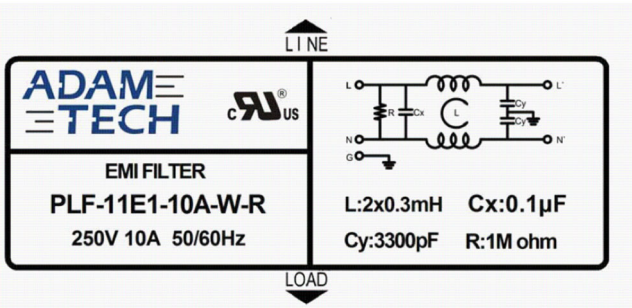 LINE
ADAM
TECH
c RU ® US
EMI FILTER
PLF-11E1-10A-W-R
250V 10A 50/60Hz
L L'
R Cx L Cy
Cy
N N'
G
L:2x0.3mH Cx:0.1µF
Cy:3300pF R:1M ohm
LOAD